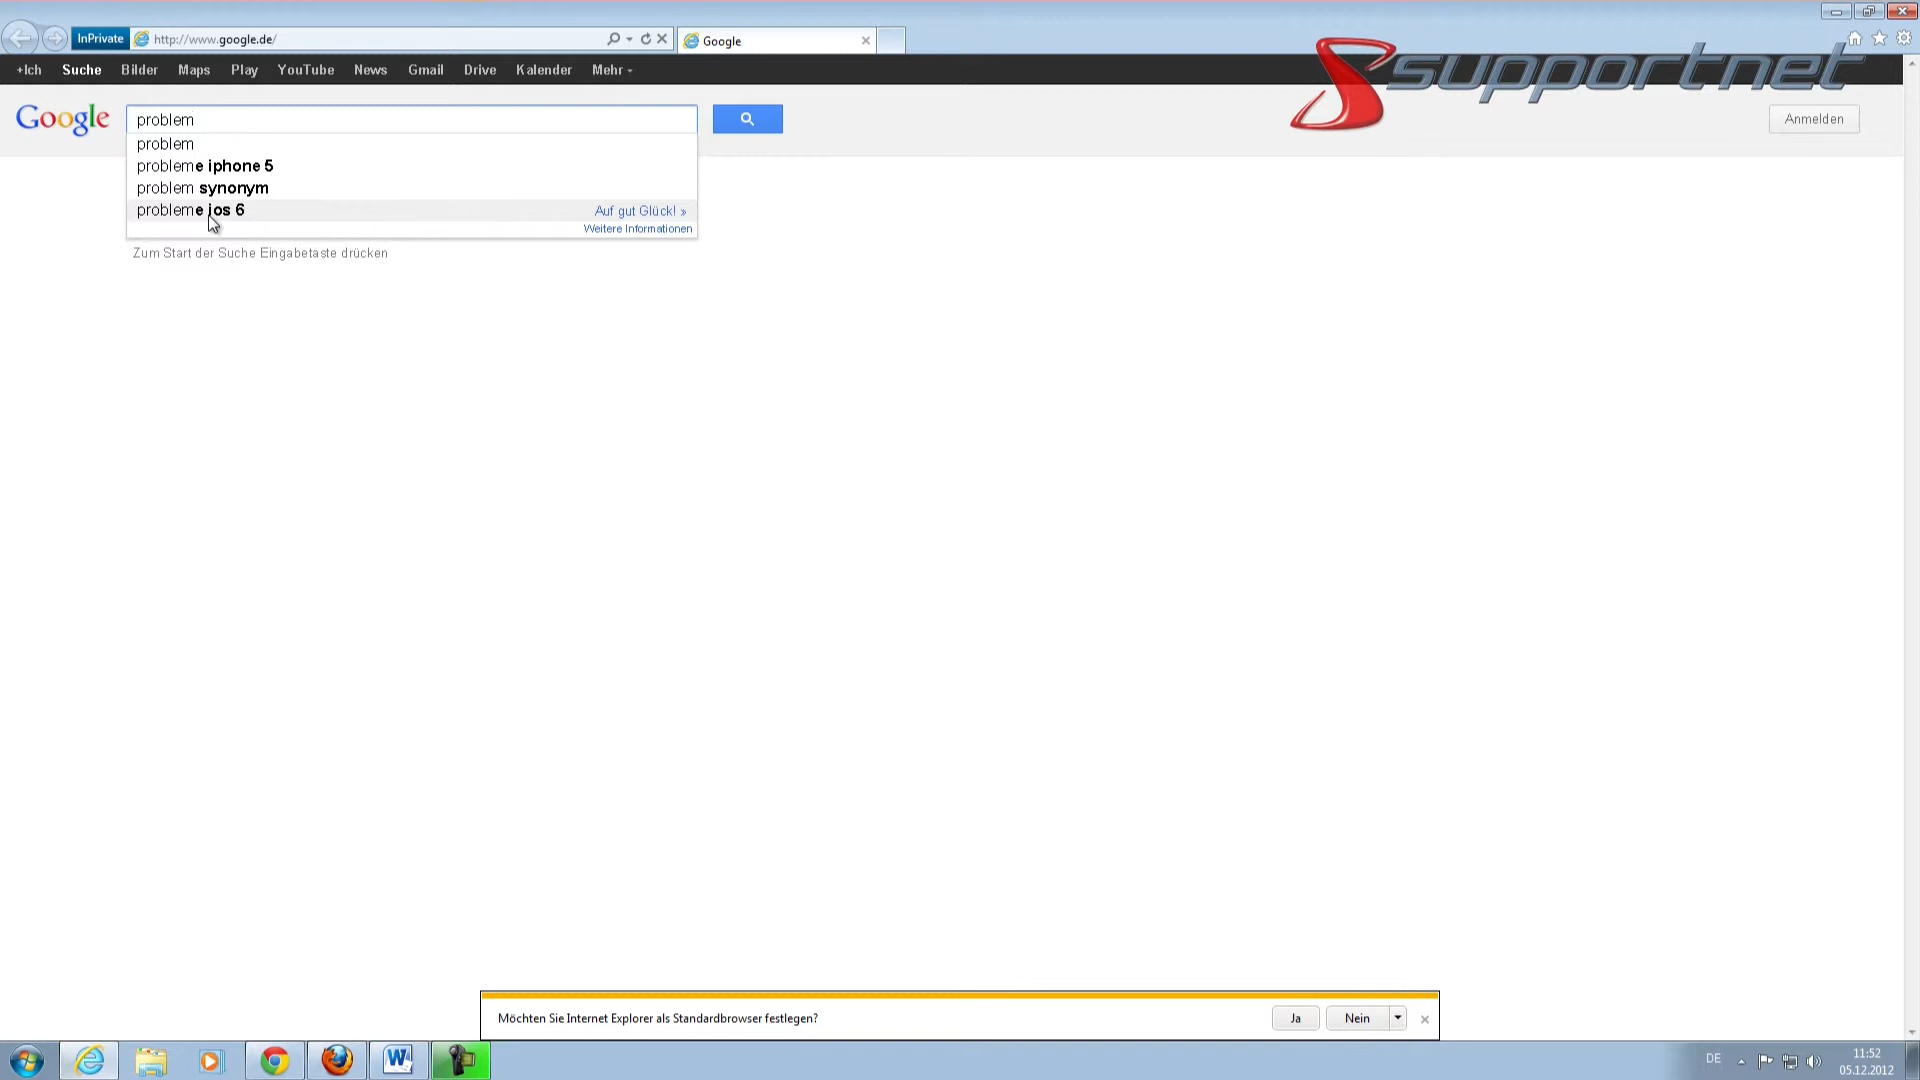 InPrivate http://www.google.de/ Google
+Ich Suche Bilder Maps Play YouTube News Gmail Drive Kalender Mehr
supportnet
Google problem Anmelden
problem
probleme iphone 5
problem synonym
probleme ios 6 Auf gut Glück! »
Weitere Informationen
Zum Start der Suche Eingabetaste drücken
Möchten Sie Internet Explorer als Standardbrowser festlegen? Ja Nein
DE 11:52
05.12.2012